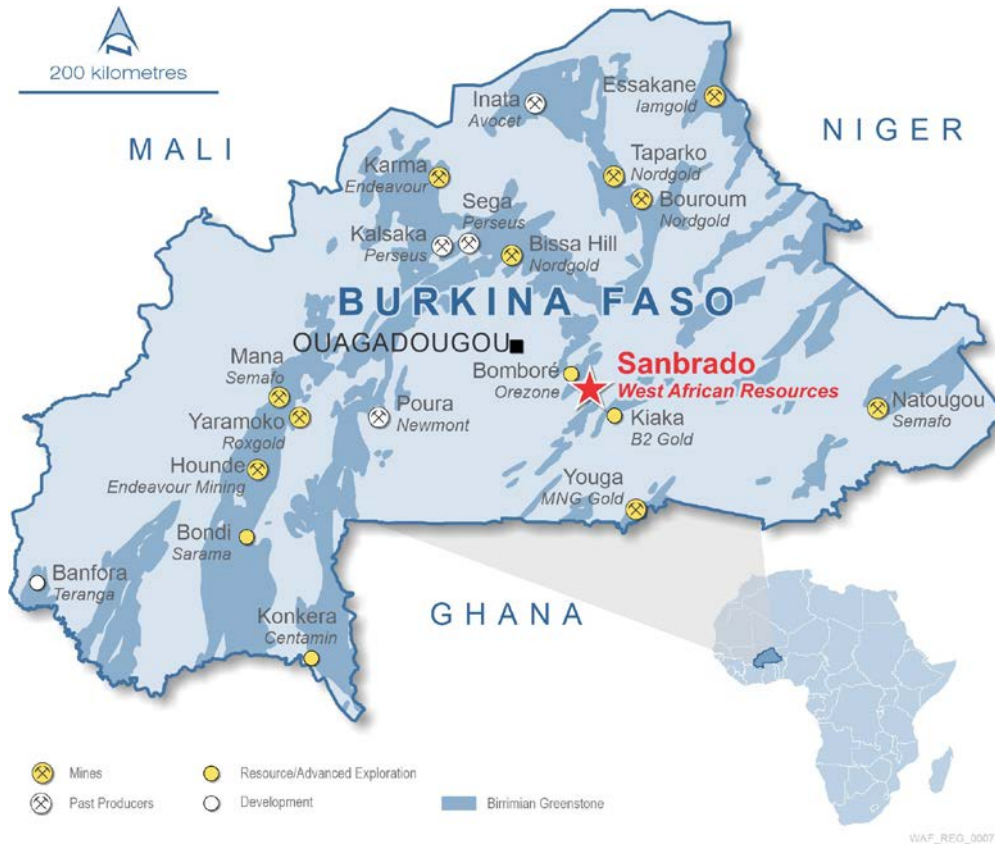 200 kilometres
MALI
NIGER
Inata
Avocet
Essakane
Iamgold
Karma
Endeavour
Taparko
Nordgold
Bouroum
Nordgold
Sega
Perseus
Kalsaka
Perseus
Bissa Hill
Nordgold
BURKINA FASO
OUAGADOUGOU
Mana
Semafo
Bomboré
Orezone
Sanbrado
West African Resources
Yaramoko
Roxgold
Poura
Newmont
Kiaka
B2 Gold
Natougou
Semafo
Hounde
Endeavour Mining
Youga
MNG Gold
Bondi
Sarama
Banfora
Teranga
GHANA
Konkera
Centamin
Mines
Resource/Advanced Exploration
Past Producers
Development
Birrimian Greenstone
WAF_REG_0007